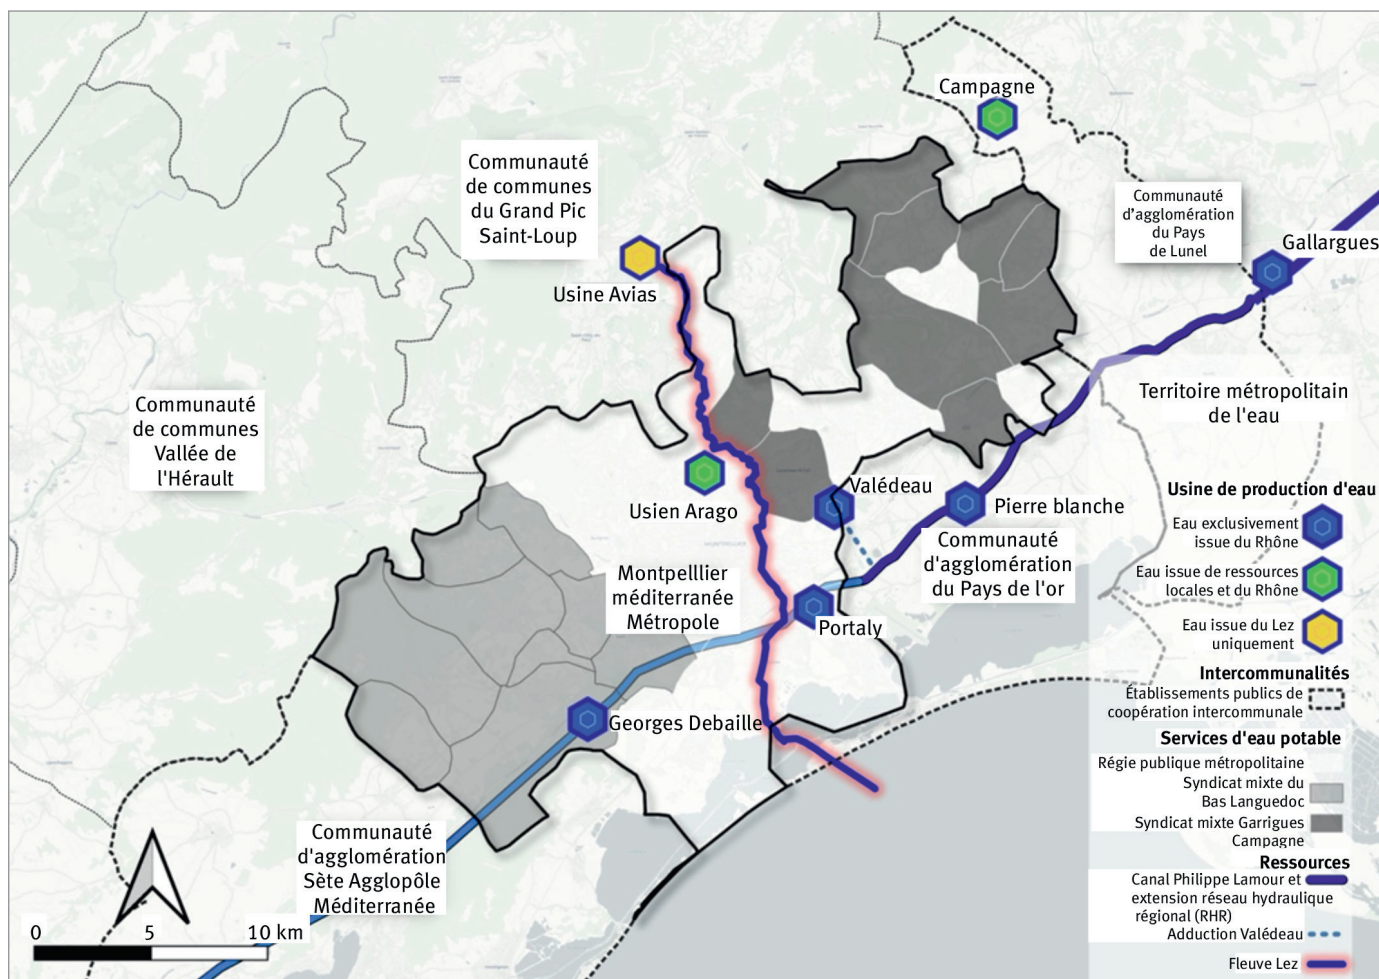 Campagne
Communauté
de communes
du Grand Pic
Saint-Loup
Communauté
d'agglomération
du Pays
de Lunel
Gallargues
Usine Avias
Territoire métropolitain
de l'eau
Communauté
de communes
Vallée de
l'Hérault
Usien Arago
Valédeau
Pierre blanche
Communauté
d'agglomération
du Pays de l'or
Montpelllier
méditerranée
Métropole
Portaly
Georges Debaille
Communauté
d'agglomération
Sète Agglopôle
Méditerranée
0 5 10 km
Usine de production d'eau
Eau exclusivement
issue du Rhône
Eau issue de ressources
locales et du Rhône
Eau issue du Lez
uniquement
Intercommunalités
Établissements publics de
coopération intercommunale
Services d'eau potable
Régie publique métropolitaine
Syndicat mixte du
Bas Languedoc
Syndicat mixte Garrigues
Campagne
Ressources
Canal Philippe Lamour et
extension réseau hydraulique
régional (RHR)
Adduction Valédeau
Fleuve Lez